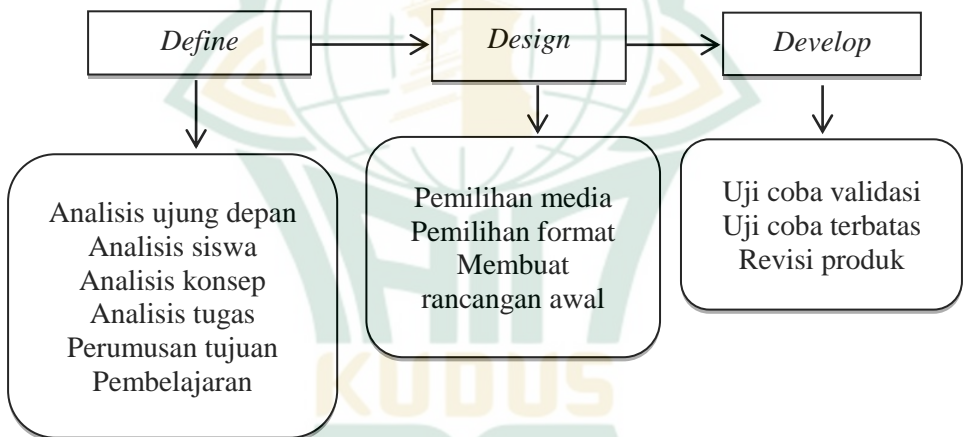 Define
Design
Develop
Analisis ujung depan
Analisis siswa
Analisis konsep
Analisis tugas
Perumusan tujuan
Pembelajaran
Pemilihan media
Pemilihan format
Membuat
rancangan awal
Uji coba validasi
Uji coba terbatas
Revisi produk
KUDUS